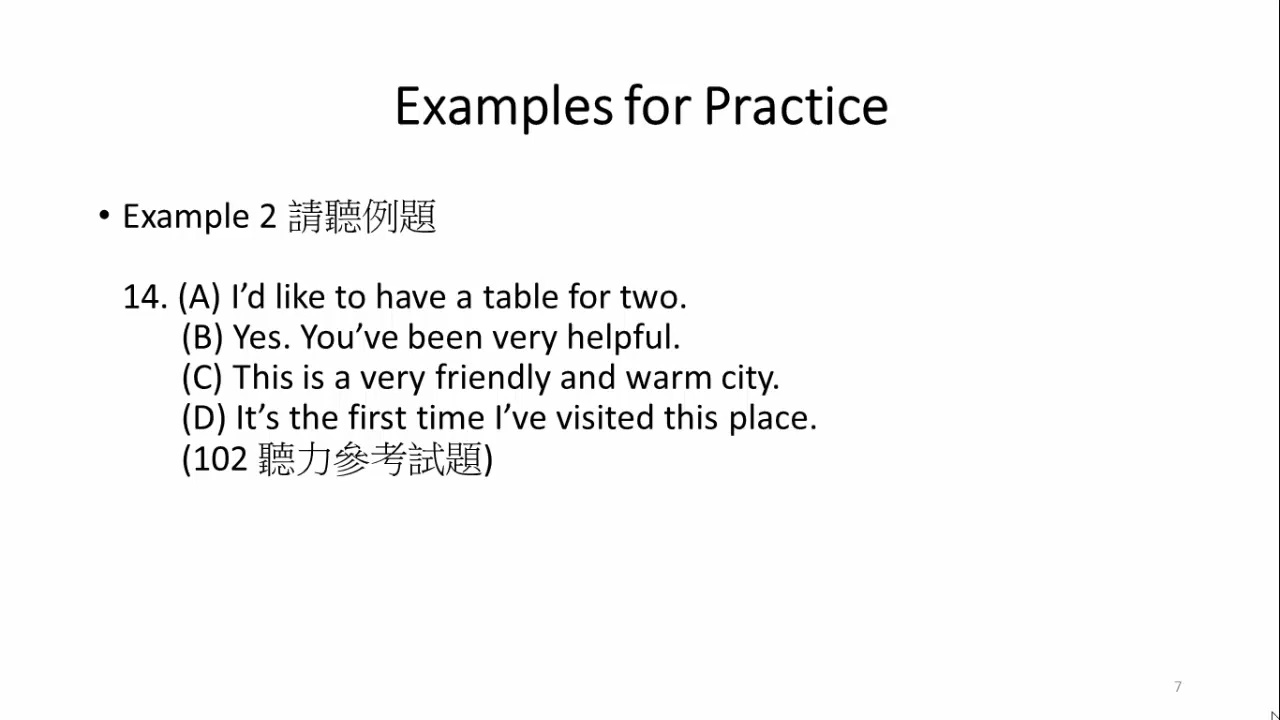 Examples for Practice
• Example 2 請聽例題
14. (A) I’d like to have a table for two.
(B) Yes. You’ve been very helpful.
(C) This is a very friendly and warm city.
(D) It’s the first time I’ve visited this place.
(102 聽力參考試題)
7